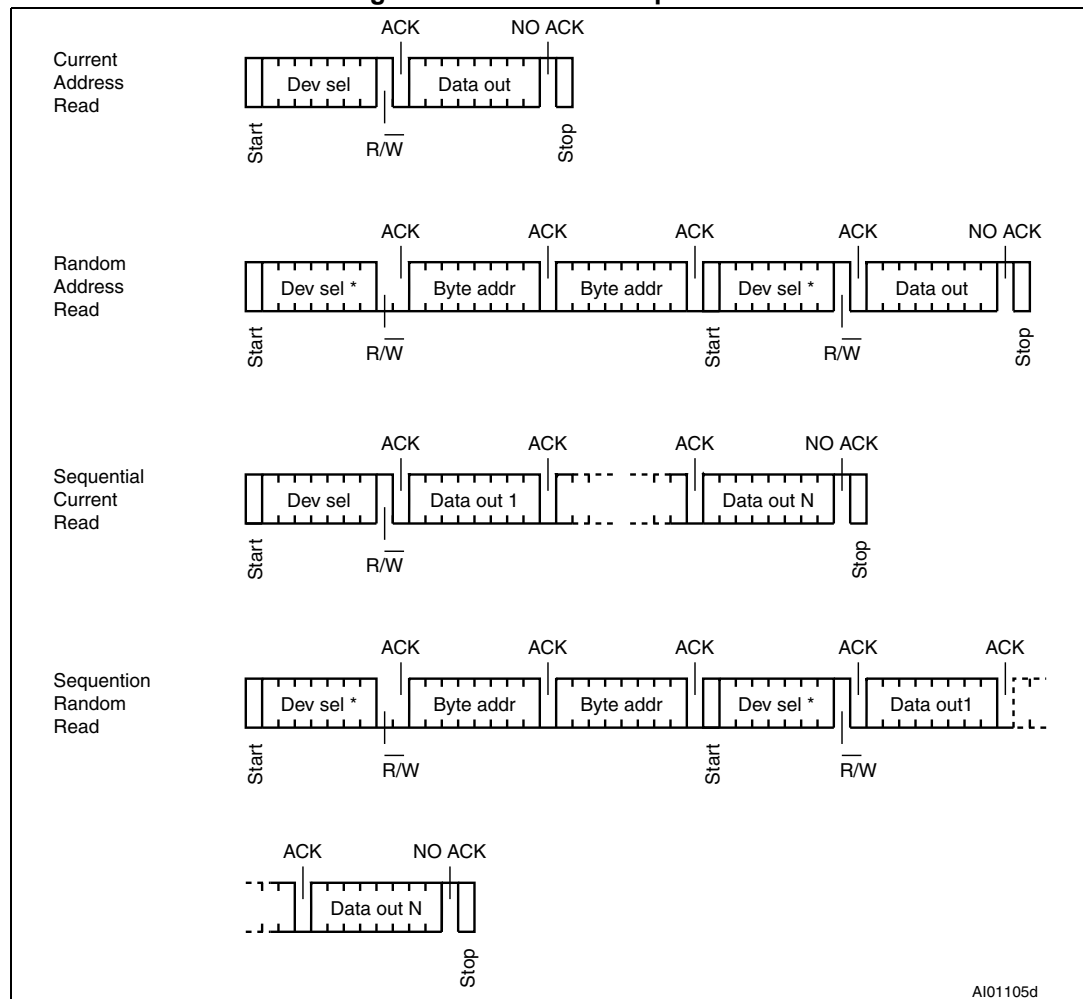 ACK NO ACK
Current
Address
Read
Dev sel Data out
Start R/W̅ Stop
ACK ACK ACK ACK NO ACK
Random
Address
Read
Dev sel * Byte addr Byte addr Dev sel * Data out
Start R/W̅ Start R/W̅ Stop
ACK ACK ACK NO ACK
Sequential
Current
Read
Dev sel Data out 1 Data out N
Start R/W̅ Stop
ACK ACK ACK ACK ACK
Sequention
Random
Read
Dev sel * Byte addr Byte addr Dev sel * Data out1
Start R̅/W Start R̅/W
ACK NO ACK
Data out N
Stop
AI01105d